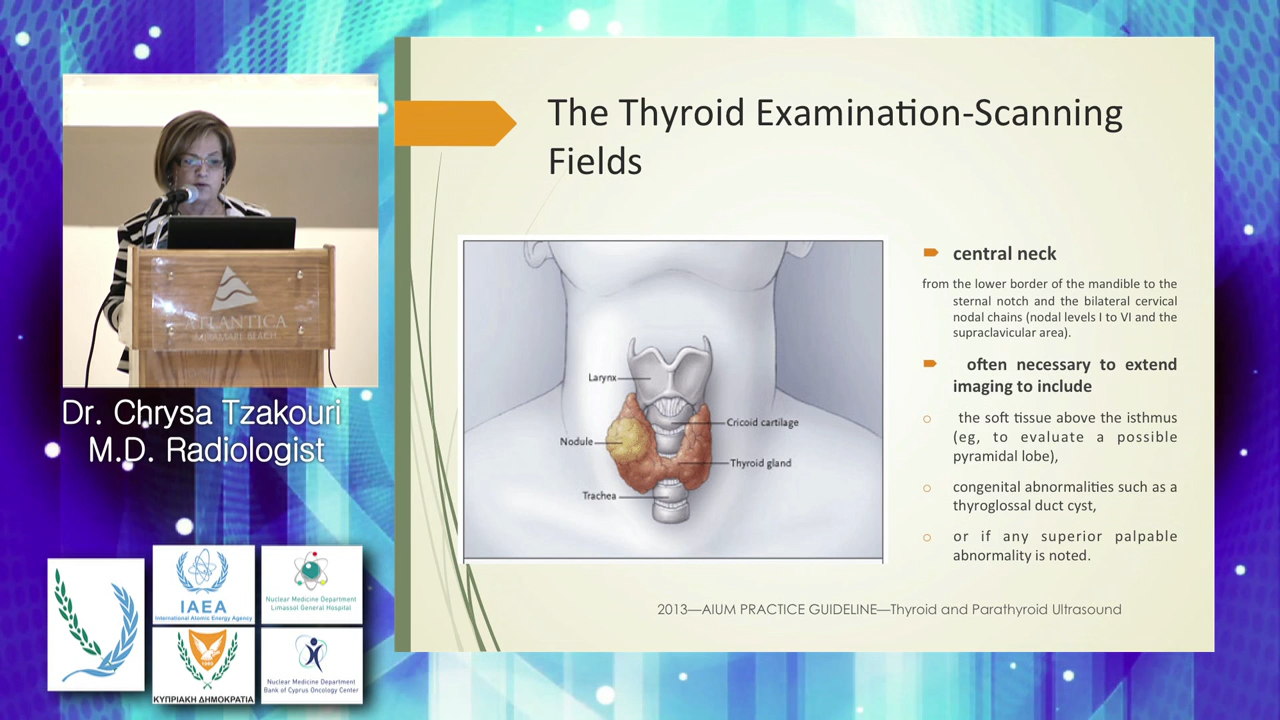 The Thyroid Examination-Scanning
Fields
central neck
from the lower border of the mandible to the
sternal notch and the bilateral cervical
nodal chains (nodal levels I to VI and the
supraclavicular area).
often necessary to extend
imaging to include
the soft tissue above the isthmus
(eg, to evaluate a possible
pyramidal lobe),
congenital abnormalities such as a
thyroglossal duct cyst,
or if any superior palpable
abnormality is noted.
Larynx
Cricoid cartilage
Nodule
Thyroid gland
Trachea
2013—AIUM PRACTICE GUIDELINE—Thyroid and Parathyroid Ultrasound
ATLANTICA
MIRAMARE BEACH
Dr. Chrysa Tzakouri
M.D. Radiologist
IAEA
International Atomic Energy Agency
Nuclear Medicine Department
Limassol General Hospital
1960
ΚΥΠΡΙΑΚΗ ΔΗΜΟΚΡΑΤΙΑ
Nuclear Medicine Department
Bank of Cyprus Oncology Center